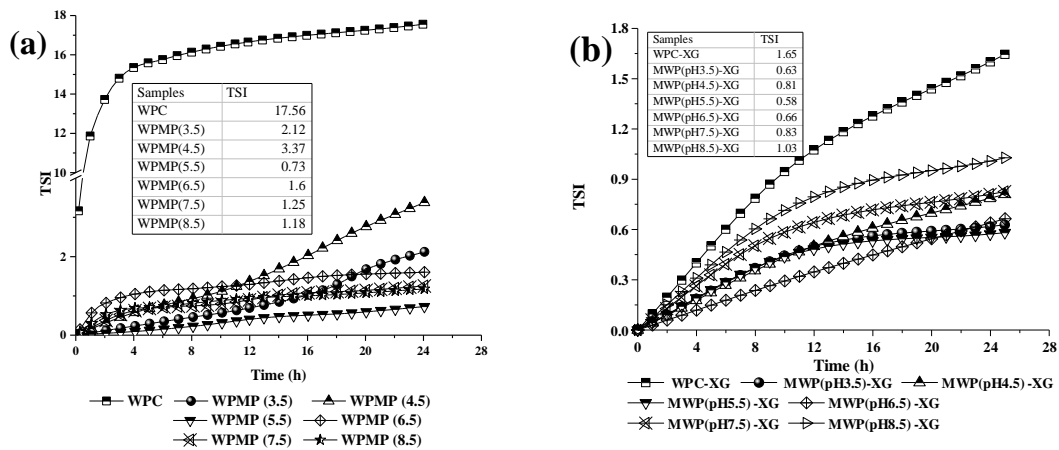 (a)
TSI
18
16
14
12
10
2
0
Samples TSI
WPC 17.56
WPMP(3.5) 2.12
WPMP(4.5) 3.37
WPMP(5.5) 0.73
WPMP(6.5) 1.6
WPMP(7.5) 1.25
WPMP(8.5) 1.18
0 4 8 12 16 20 24 28
Time (h)
WPC WPMP (3.5) WPMP (4.5)
WPMP (5.5) WPMP (6.5)
WPMP (7.5) WPMP (8.5)
(b)
TSI
1.8
1.5
1.2
0.9
0.6
0.3
0.0
Samples TSI
WPC-XG 1.65
MWP(pH3.5)-XG 0.63
MWP(pH4.5)-XG 0.81
MWP(pH5.5)-XG 0.58
MWP(pH6.5)-XG 0.66
MWP(pH7.5)-XG 0.83
MWP(pH8.5)-XG 1.03
0 4 8 12 16 20 24 28
Time (h)
WPC-XG MWP(pH3.5)-XG MWP(pH4.5) -XG
MWP(pH5.5) -XG MWP(pH6.5) -XG
MWP(pH7.5) -XG MWP(pH8.5) -XG